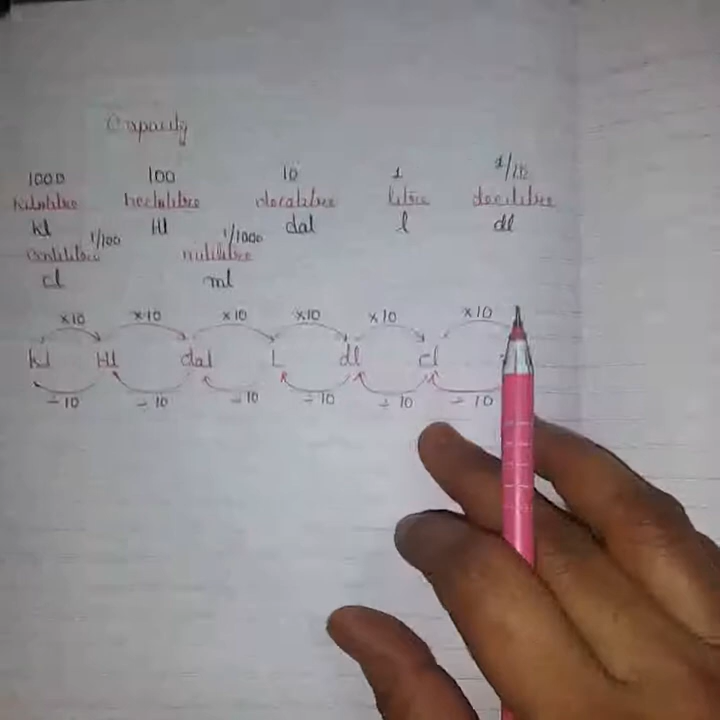 Capacity
1000 100 10 1
kilolitre hectolitre decalitre litre decilitre
kl Hl dal l dl
centilitre 1/100 millilitre 1/1000
cl ml
×10 ×10 ×10 ×10 ×10 ×10
kl Hl dal L dl cl
÷10 ÷10 ÷10 ÷10 ÷10 ÷10